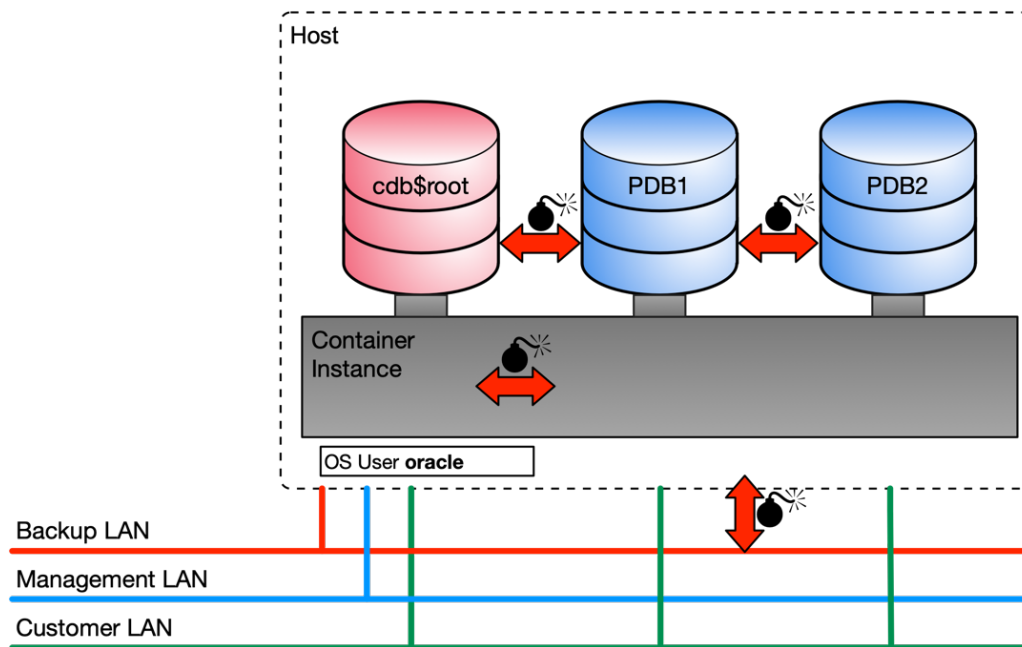 Host
cdb$root
PDB1
PDB2
Container
Instance
OS User oracle
Backup LAN
Management LAN
Customer LAN